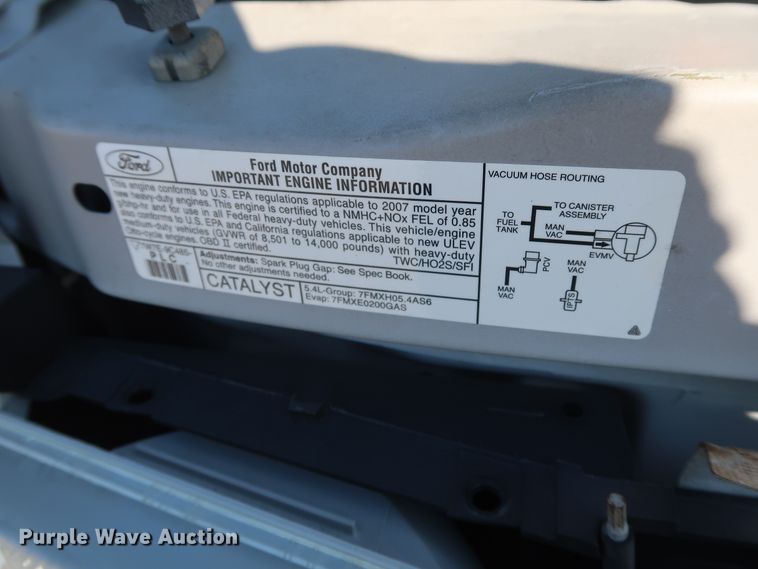 Ford
Ford Motor Company
IMPORTANT ENGINE INFORMATION
This engine conforms to U.S. EPA regulations applicable to 2007 model year
new heavy-duty engines. This engine is certified to a NMHC+NOx FEL of 0.85
g/bhp-hr and for use in all Federal heavy-duty vehicles. This vehicle/engine
also conforms to U.S. EPA and California regulations applicable to new ULEV
medium-duty vehicles (GVWR of 8,501 to 14,000 pounds) with heavy-duty
Otto-cycle engines. OBD II certified.
TWC/HO2S/SFI
PLC
Adjustments: Spark Plug Gap: See Spec Book.
No other adjustments needed.
CATALYST
5.4L-Group: 7FMXH05.4AS6
Evap: 7FMXE0200GAS
VACUUM HOSE ROUTING
TO CANISTER
ASSEMBLY
TO
FUEL
TANK
MAN
VAC
EVMV
PCV
MAN
VAC
MAN
VAC
Purple Wave Auction